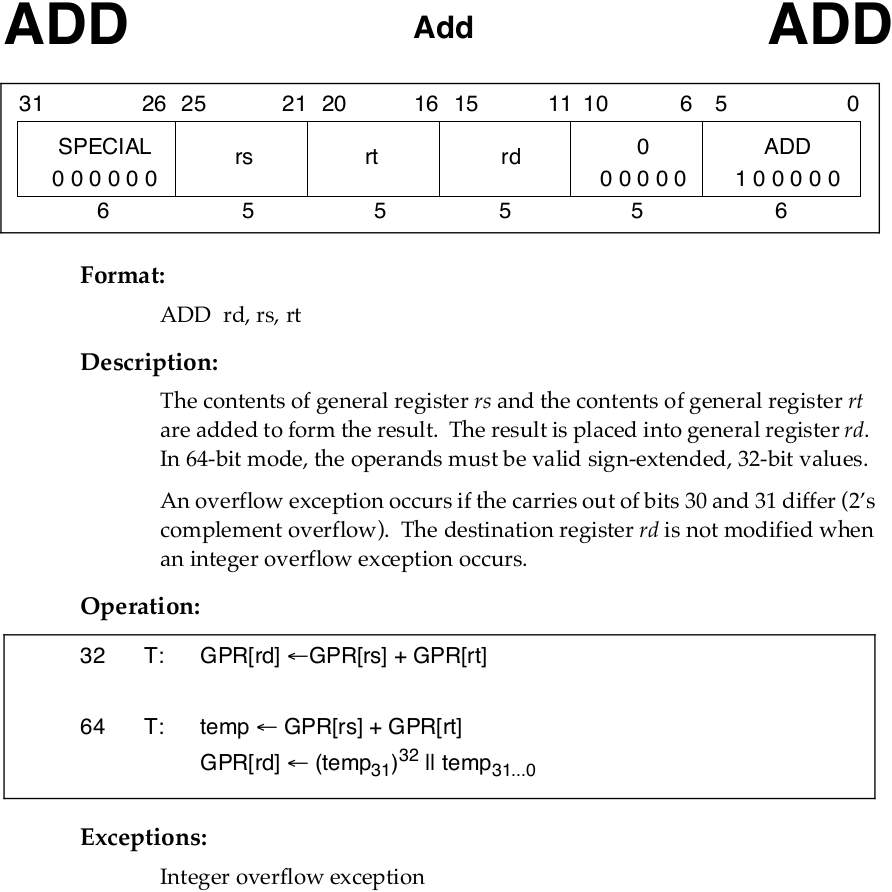 ADD Add ADD
31 26 25 21 20 16 15 11 10 6 5 0
SPECIAL rs rt rd 0 ADD
0 0 0 0 0 0 0 0 0 0 0 1 0 0 0 0 0
6 5 5 5 5 6
Format:
ADD rd, rs, rt
Description:
The contents of general register rs and the contents of general register rt
are added to form the result. The result is placed into general register rd.
In 64-bit mode, the operands must be valid sign-extended, 32-bit values.
An overflow exception occurs if the carries out of bits 30 and 31 differ (2's
complement overflow). The destination register rd is not modified when
an integer overflow exception occurs.
Operation:
32 T: GPR[rd] ←GPR[rs] + GPR[rt]
64 T: temp ← GPR[rs] + GPR[rt]
GPR[rd] ← (temp31)32 || temp31...0
Exceptions:
Integer overflow exception